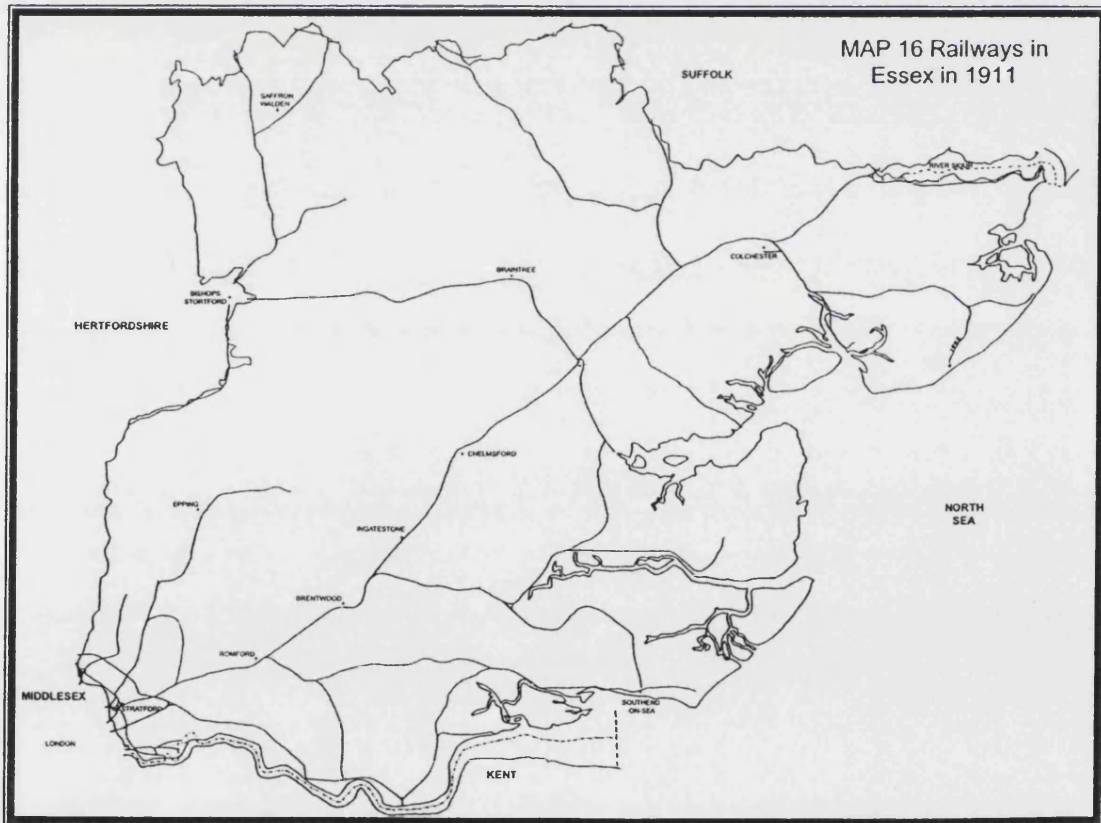 MAP 16 Railways in
Essex in 1911
SUFFOLK
SAFFRON
WALDEN
RIVER STOUR
COLCHESTER
BRAINTREE
BISHOPS
STORTFORD
HERTFORDSHIRE
CHELMSFORD
EPPING
INGATESTONE
NORTH
SEA
BRENTWOOD
ROMFORD
MIDDLESEX
STRATFORD
SOUTHEND
ON-SEA
LONDON
KENT